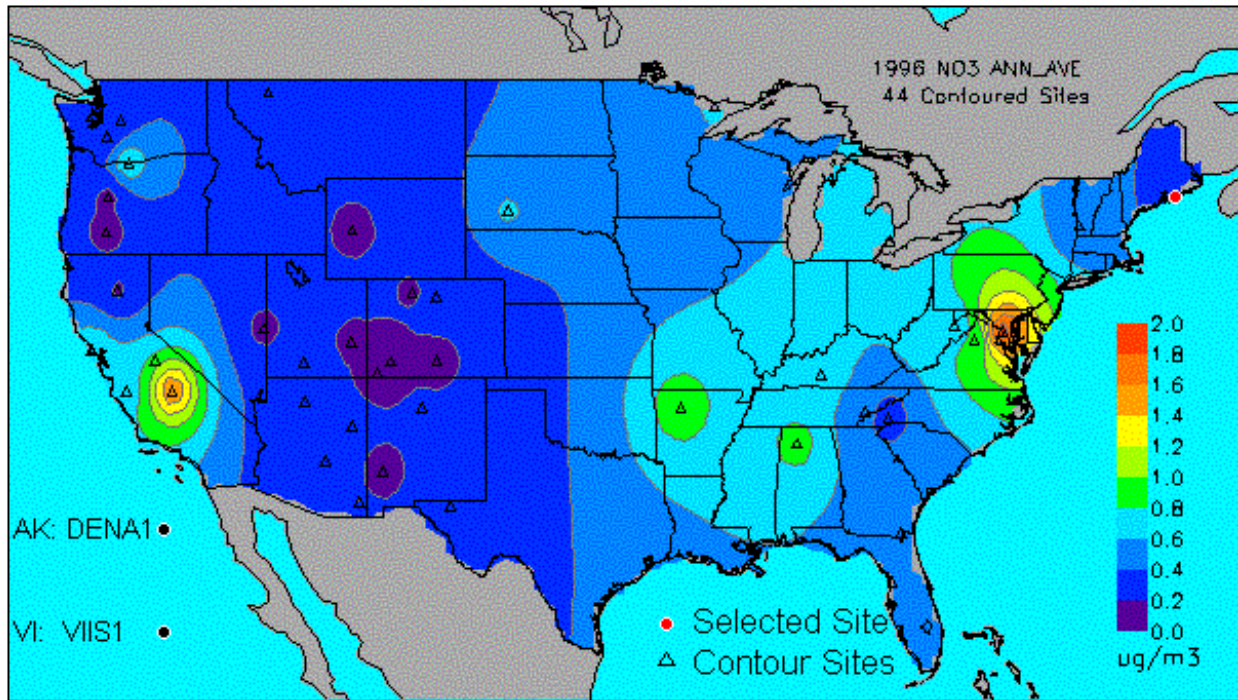 1996 NO3 ANN_AVE
44 Contoured Sites
2.0
1.8
1.6
1.4
1.2
1.0
0.8
0.6
0.4
0.2
0.0
ug/m3
AK: DENA1
VI: VIIS1
Selected Site
Contour Sites